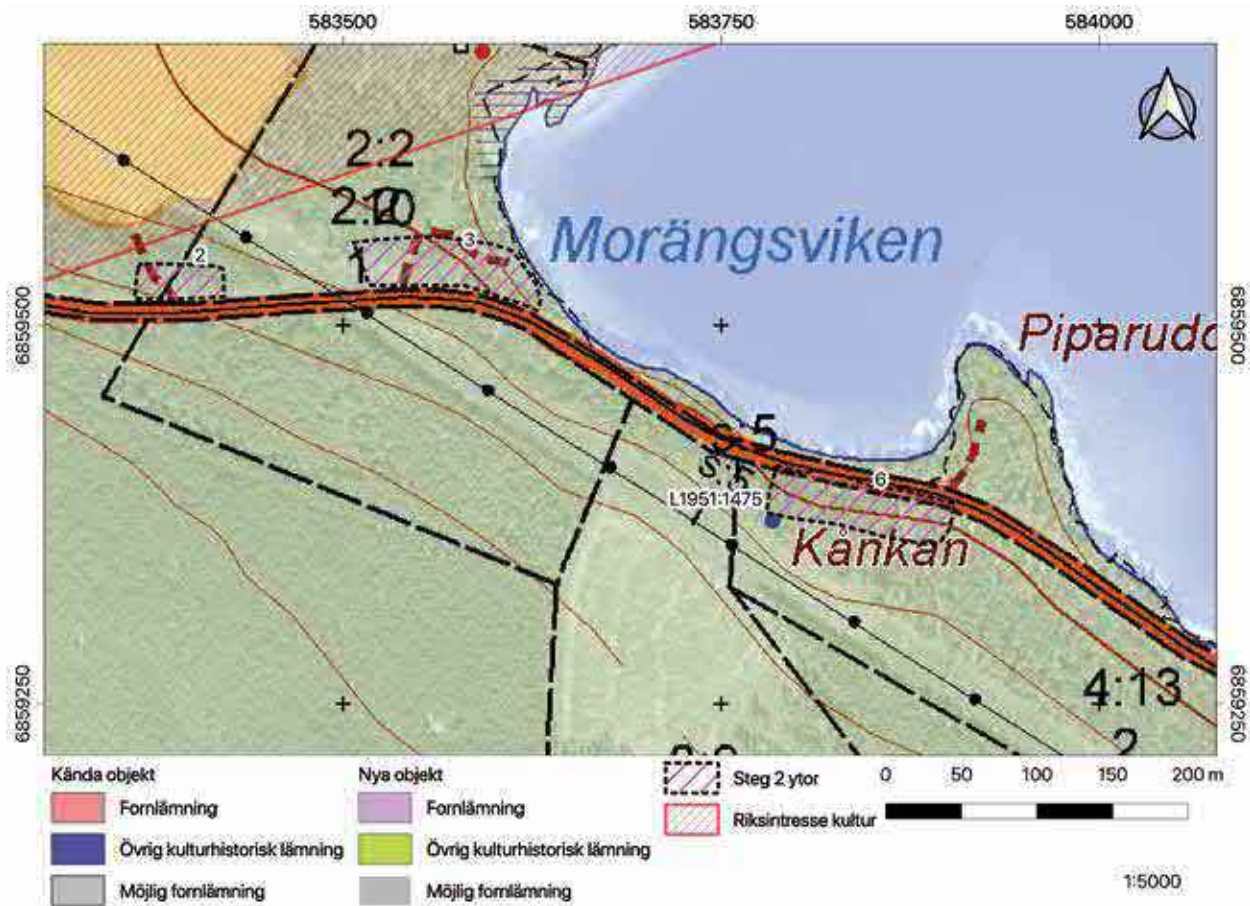 583500 583750 584000
2:2
2:10
1
2
3
Morängsviken
6859500 6859500
Piparudd
s:5
s:5
6
L1951:1475
Kånkan
6859250 6859250
4:13
2
Kända objekt Nya objekt
Steg 2 ytor 0 50 100 150 200 m
Fornlämning Fornlämning
Riksintresse kultur
Övrig kulturhistorisk lämning Övrig kulturhistorisk lämning
Möjlig fornlämning Möjlig fornlämning
1:5000